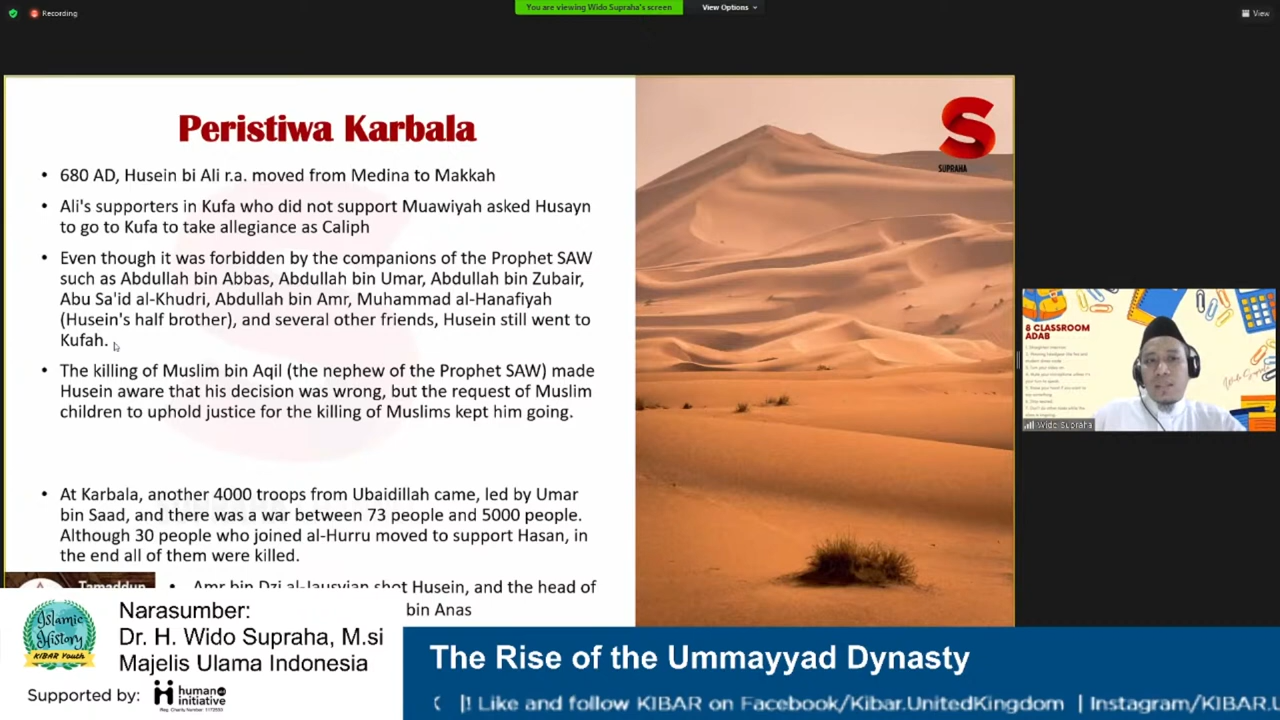 Recording
You are viewing Wido Supraha's screen
View Options
View
Peristiwa Karbala
• 680 AD, Husein bi Ali r.a. moved from Medina to Makkah
• Ali's supporters in Kufa who did not support Muawiyah asked Husayn
to go to Kufa to take allegiance as Caliph
• Even though it was forbidden by the companions of the Prophet SAW
such as Abdullah bin Abbas, Abdullah bin Umar, Abdullah bin Zubair,
Abu Sa'id al-Khudri, Abdullah bin Amr, Muhammad al-Hanafiyah
(Husein's half brother), and several other friends, Husein still went to
Kufah.
• The killing of Muslim bin Aqil (the nephew of the Prophet SAW) made
Husein aware that his decision was wrong, but the request of Muslim
children to uphold justice for the killing of Muslims kept him going.
• At Karbala, another 4000 troops from Ubaidillah came, led by Umar
bin Saad, and there was a war between 73 people and 5000 people.
Although 30 people who joined al-Hurru moved to support Hasan, in
the end all of them were killed.
• Amr bin Dzi al-Jausyian shot Husein, and the head of
bin Anas
S
SUPRAHA
8 CLASSROOM
ADAB
Wido Supraha
Tamaddun
Islamic
History
KIBAR Youth
Narasumber:
Dr. H. Wido Supraha, M.si
Majelis Ulama Indonesia
Supported by:
human
initiative
The Rise of the Ummayyad Dynasty
! Like and follow KIBAR on Facebook/Kibar.UnitedKingdom | Instagram/KIBAR.U